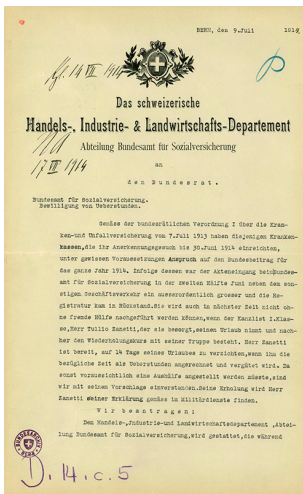 BERN, den 9. Juli 1914
14 VII 1914
Das schweizerische
Handels-, Industrie- & Landwirtschafts-Departement
Abteilung Bundesamt für Sozialversicherung
17 VII 1914
an
den Bundesrat.
Bundesamt für Sozialversicherung.
Bewilligung von Ueberstunden.
Gemäss der bundesrätlichen Verordnung I über die Kran-
ken-und Unfallversicherung vom 7.Juli 1913 haben diejenigen Kranken-
kassen,die ihr Anerkennungsgesuch bis 30.Juni 1914 einreichten,
unter gewissen Voraussetzungen Anspruch auf den Bundesbeitrag für
das ganze Jahr 1914. Infolge dessen war der Akteneingang beim Bundes-
amt für Sozialversicherung in der zweiten Hälfte Juni neben dem son-
stigen Geschäftsverkehr ein ausserordentlich grosser und die Re-
gistratur kam in Rückstand.Sie wird auch in nächster Zeit nicht oh-
ne fremde Hülfe nachgeführt werden können,wenn der Kanzlist I.Klas-
se,Herr Tullio Zanetti,der sie besorgt,seinen Urlaub nimmt und nach-
her den Wiederholungskurs mit seiner Truppe besteht. Herr Zanetti
ist bereit, auf 14 Tage seines Urlaubes zu verzichten,wenn ihm die
bezügliche Zeit als Ueberstunden angerechnet und vergütet wird. Da
sonst voraussichtlich eine Aushülfe angestellt werden müsste,sind
wir mit seinem Vorschlage einverstanden.Seine Erholung wird Herr
Zanetti seiner Erklärung gemäss im Militärdienste finden.
Wir beantragen:
Dem Handels-,Industrie-und Landwirtschaftsdepartement ,Abtei-
lung Bundesamt für Sozialversicherung,wird gestattet,die während
BUNDESARCHIV
BERN
D.14.c.5